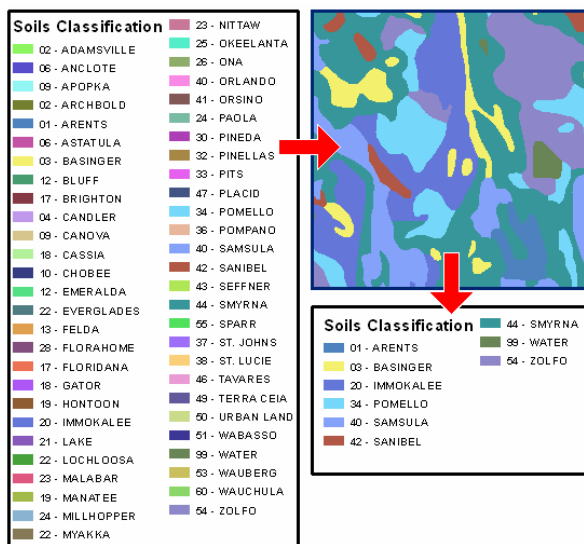 Soils Classification
02 - ADAMSVILLE
06 - ANCLOTE
09 - APOPKA
02 - ARCHBOLD
01 - ARENTS
06 - ASTATULA
03 - BASINGER
12 - BLUFF
17 - BRIGHTON
04 - CANDLER
09 - CANOVA
18 - CASSIA
10 - CHOBEE
12 - EMERALDA
22 - EVERGLADES
13 - FELDA
28 - FLORAHOME
17 - FLORIDANA
18 - GATOR
19 - HONTOON
20 - IMMOKALEE
21 - LAKE
22 - LOCHLOOSA
23 - MALABAR
19 - MANATEE
24 - MILLHOPPER
22 - MYAKKA
23 - NITTAW
25 - OKEELANTA
26 - ONA
40 - ORLANDO
41 - ORSINO
24 - PAOLA
30 - PINEDA
32 - PINELLAS
33 - PITS
47 - PLACID
34 - POMELLO
36 - POMPANO
40 - SAMSULA
42 - SANIBEL
43 - SEFFNER
44 - SMYRNA
55 - SPARR
37 - ST. JOHNS
38 - ST. LUCIE
46 - TAVARES
49 - TERRA CEIA
50 - URBAN LAND
51 - WABASSO
99 - WATER
53 - WAUBERG
60 - WAUCHULA
54 - ZOLFO
Soils Classification
01 - ARENTS
03 - BASINGER
20 - IMMOKALEE
34 - POMELLO
40 - SAMSULA
42 - SANIBEL
44 - SMYRNA
99 - WATER
54 - ZOLFO